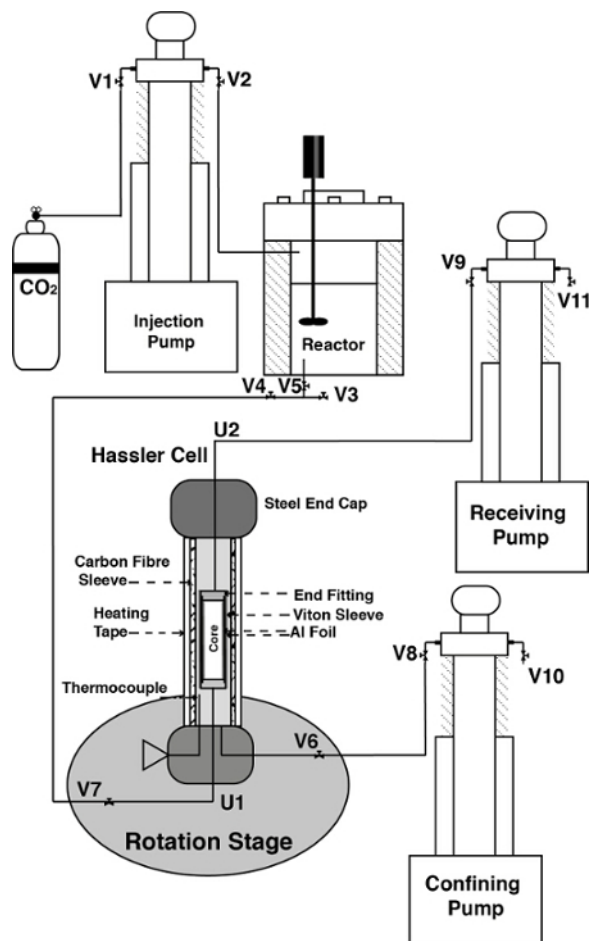 V1
V2
CO2
Injection
Pump
Reactor
V9
V11
V4
V5
V3
U2
Hassler Cell
Steel End Cap
Receiving
Pump
Carbon Fibre
Sleeve
End Fitting
Viton Sleeve
Heating
Tape
Al Foil
Core
V8
V10
Thermocouple
V6
V7
U1
Rotation Stage
Confining
Pump